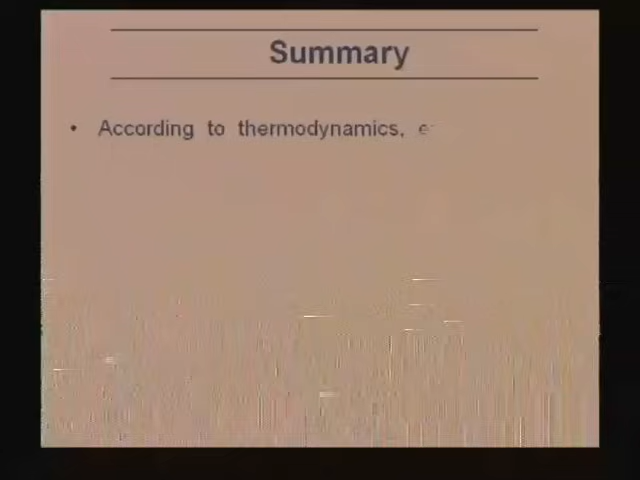 Summary
• According to thermodynamics,